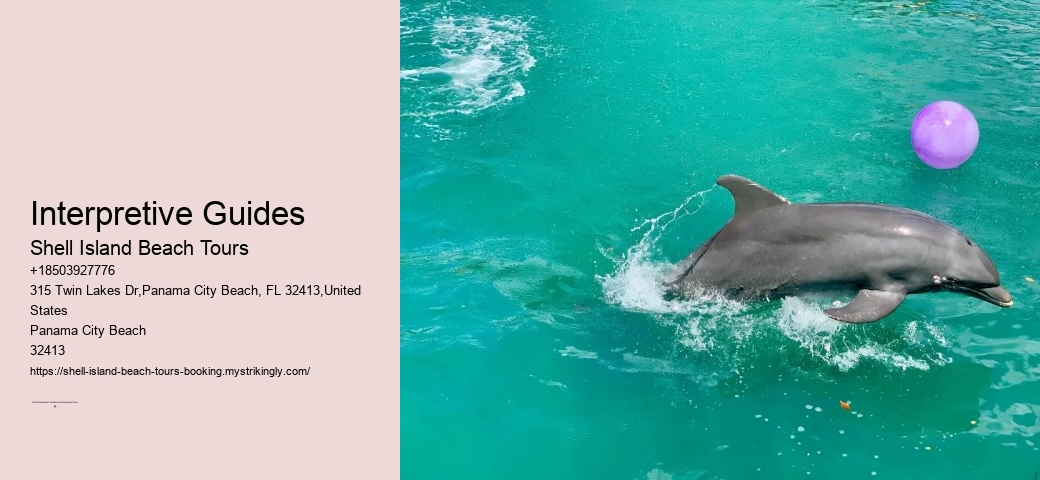 Interpretive Guides
Shell Island Beach Tours
+18503927776
315 Twin Lakes Dr,Panama City Beach, FL 32413,United
States
Panama City Beach
32413
https://shell-island-beach-tours-booking.mystrikingly.com/